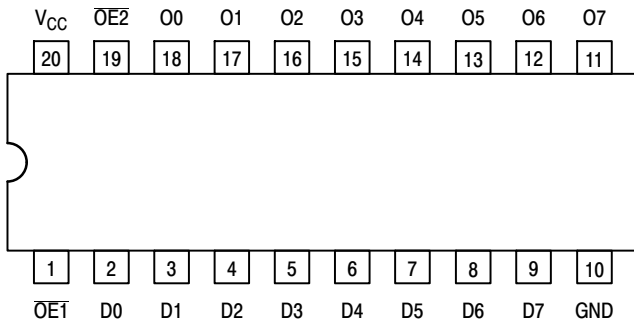 VCC O̅E̅2̅ O0 O1 O2 O3 O4 O5 O6 O7
20 19 18 17 16 15 14 13 12 11
1 2 3 4 5 6 7 8 9 10
O̅E̅1̅ D0 D1 D2 D3 D4 D5 D6 D7 GND